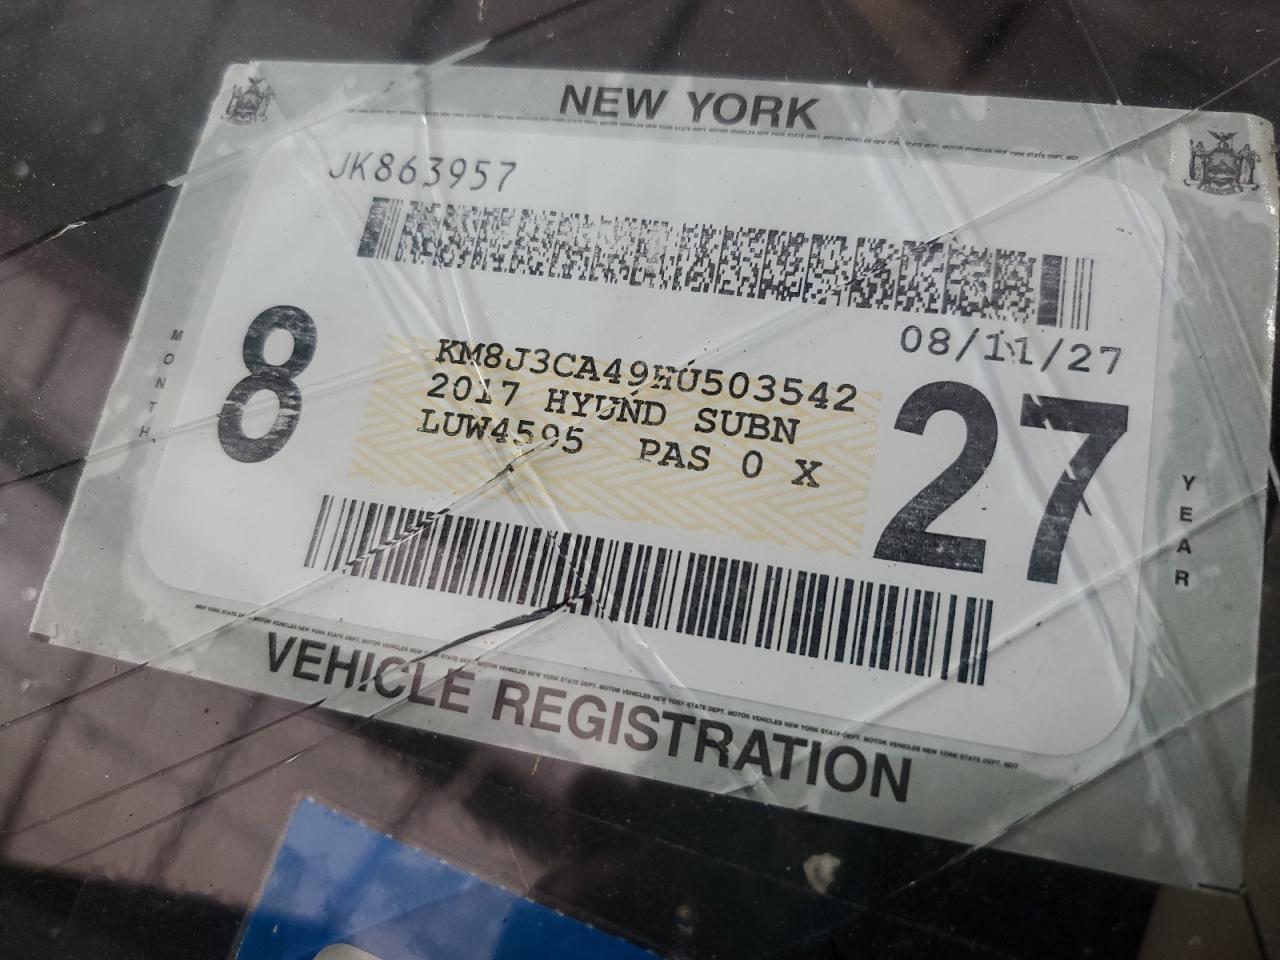 NEW YORK
JK863957
08/11/27
8
27
MONTH
YEAR
KM8J3CA49HU503542
2017 HYUND SUBN
LUW4595 PAS 0 X
VEHICLE REGISTRATION